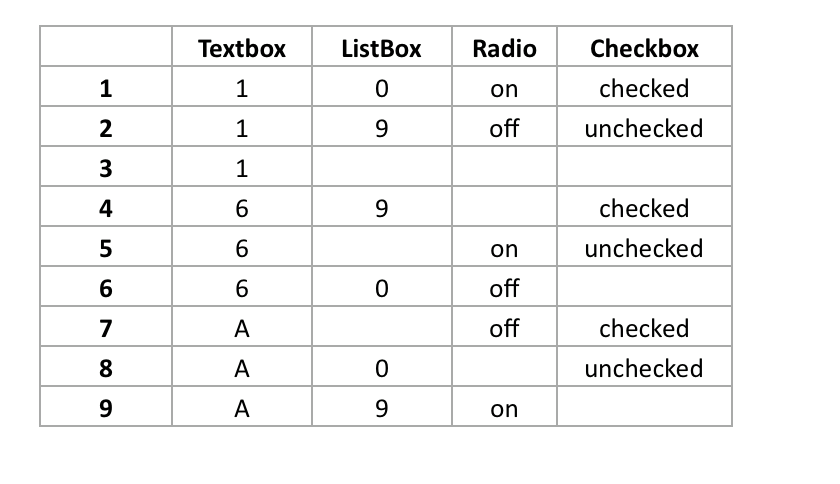 Textbox ListBox Radio Checkbox
1 1 0 on checked
2 1 9 off unchecked
3 1
4 6 9 checked
5 6 on unchecked
6 6 0 off
7 A off checked
8 A 0 unchecked
9 A 9 on